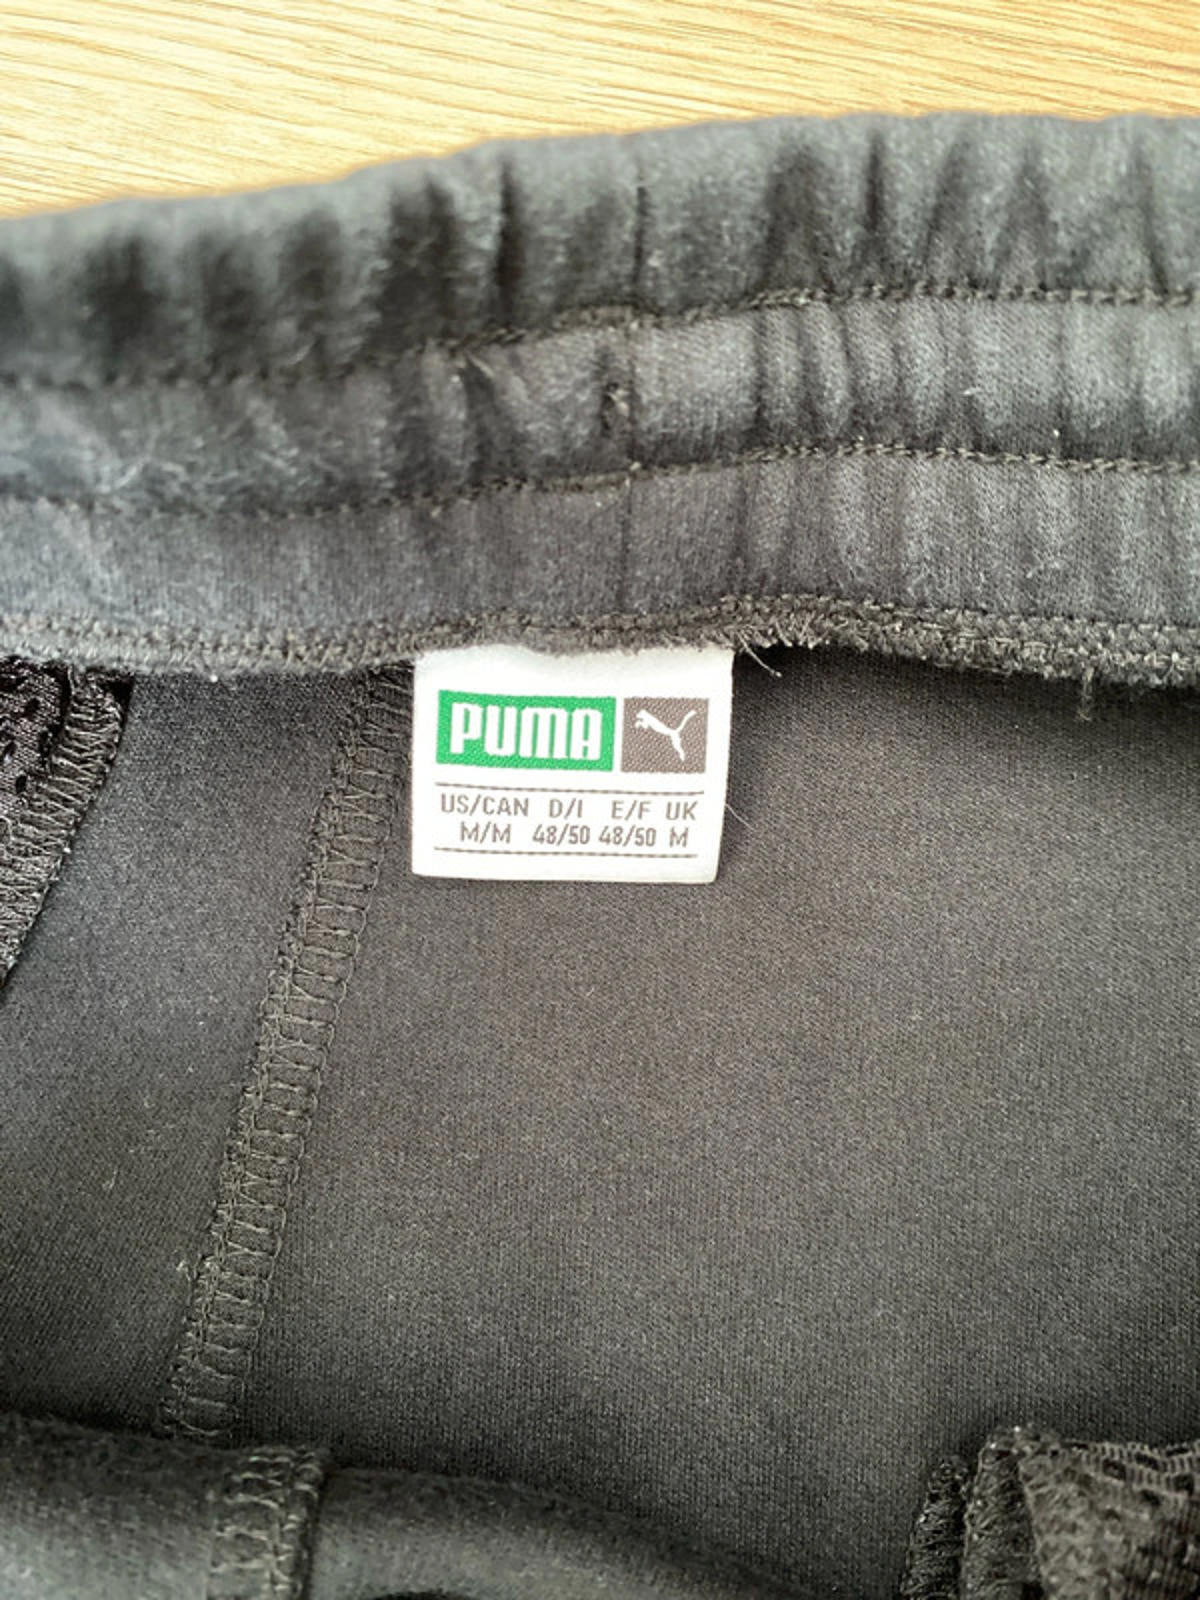 PUMA
US/CAN D/I E/F UK
M/M 48/50 48/50 M